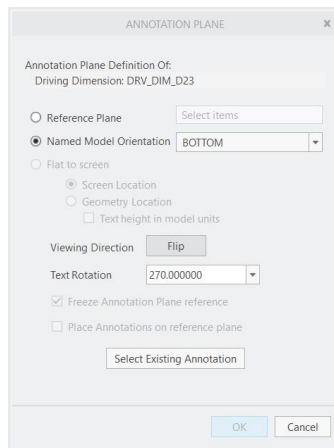 ANNOTATION PLANE x
Annotation Plane Definition Of:
Driving Dimension: DRV_DIM_D23
Reference Plane Select items
Named Model Orientation BOTTOM
Flat to screen
Screen Location
Geometry Location
Text height in model units
Viewing Direction Flip
Text Rotation 270.000000
Freeze Annotation Plane reference
Place Annotations on reference plane
Select Existing Annotation
OK Cancel